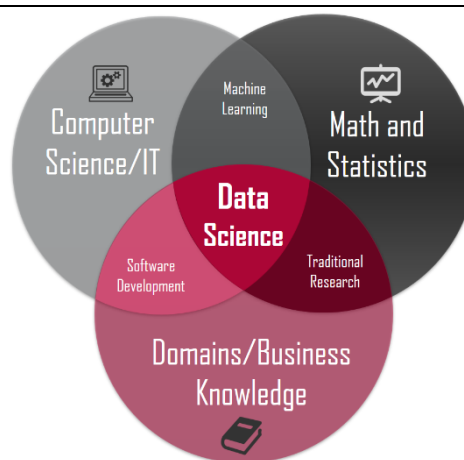 Machine
Learning
Computer
Science/IT
Math and
Statistics
Data
Science
Software
Development
Traditional
Research
Domains/Business
Knowledge